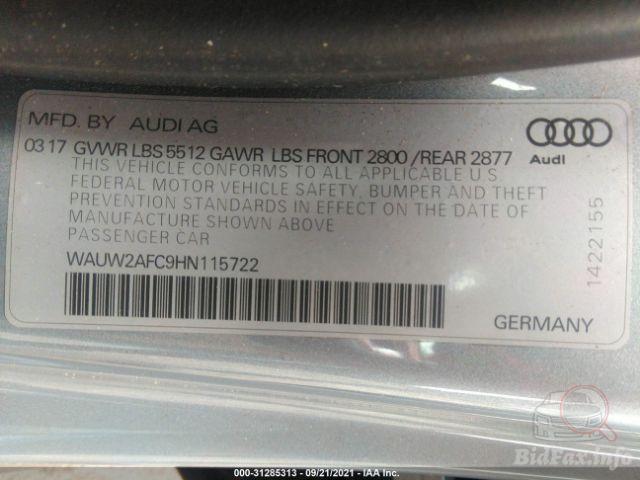 MFD. BY AUDI AG
0317 GVWR LBS 5512 GAWR LBS FRONT 2800 /REAR 2877
THIS VEHICLE CONFORMS TO ALL APPLICABLE U S
FEDERAL MOTOR VEHICLE SAFETY, BUMPER AND THEFT
PREVENTION STANDARDS IN EFFECT ON THE DATE OF
MANUFACTURE SHOWN ABOVE
PASSENGER CAR
WAUW2AFC9HN115722
GERMANY
Audi
1422155
000-31285313 - 09/21/2021 - IAA Inc.
BidFax.Info